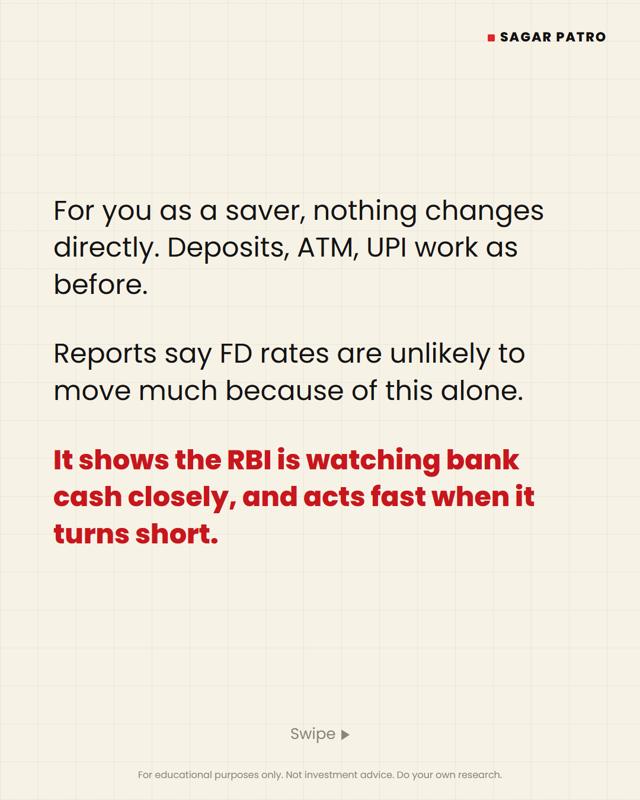 SAGAR PATRO
For you as a saver, nothing changes
directly. Deposits, ATM, UPI work as
before.
Reports say FD rates are unlikely to
move much because of this alone.
It shows the RBI is watching bank
cash closely, and acts fast when it
turns short.
Swipe
For educational purposes only. Not investment advice. Do your own research.